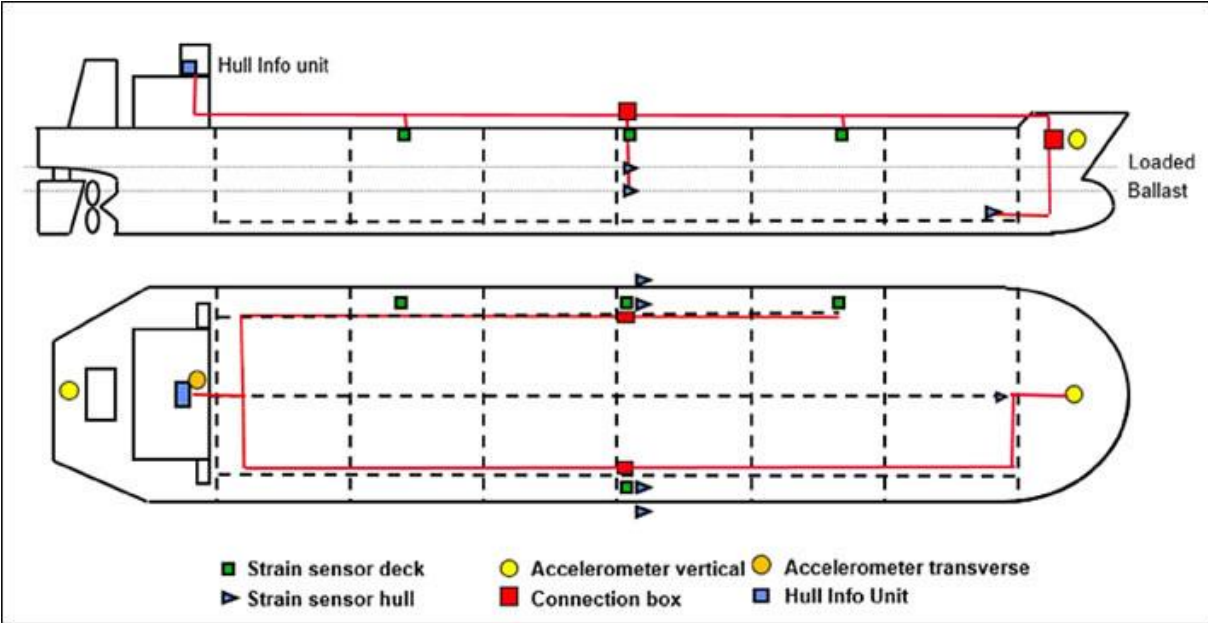 Hull Info unit
Loaded
Ballast
Strain sensor deck Accelerometer vertical Accelerometer transverse
Strain sensor hull Connection box Hull Info Unit